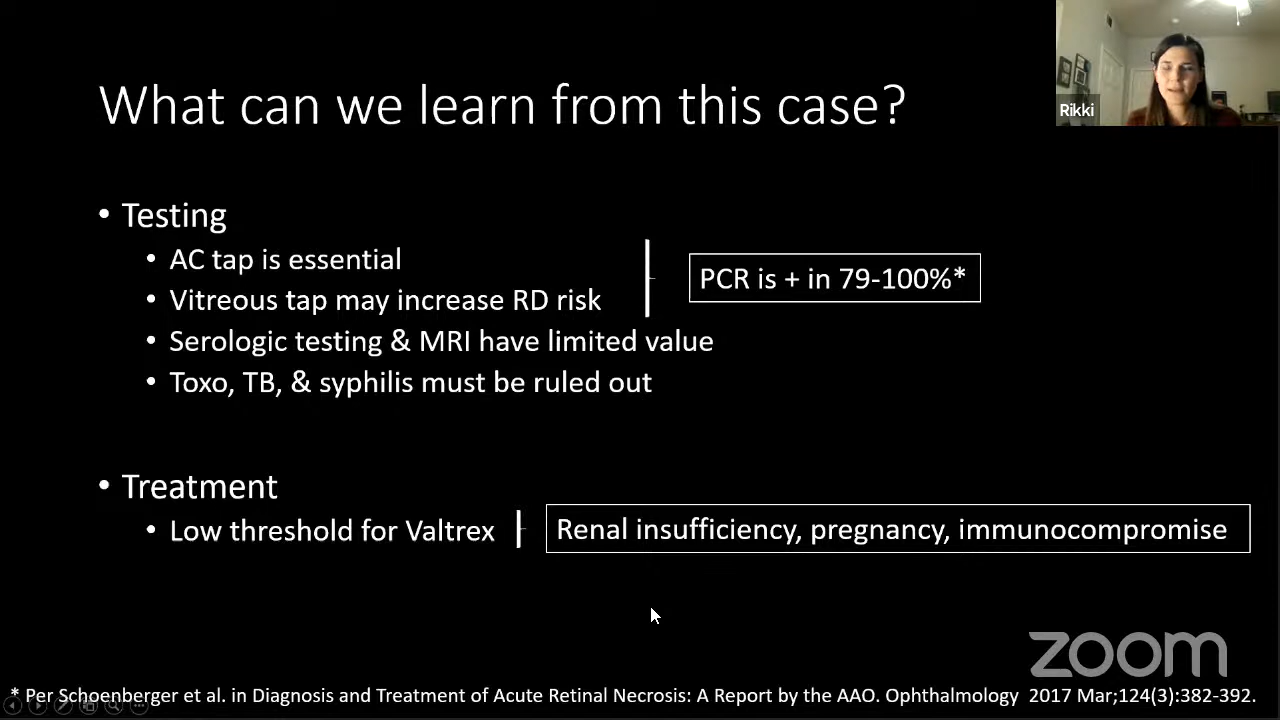 What can we learn from this case?
Rikki
• Testing
• AC tap is essential
• Vitreous tap may increase RD risk
PCR is + in 79-100%*
• Serologic testing & MRI have limited value
• Toxo, TB, & syphilis must be ruled out
• Treatment
• Low threshold for Valtrex
Renal insufficiency, pregnancy, immunocompromise
zoom
* Per Schoenberger et al. in Diagnosis and Treatment of Acute Retinal Necrosis: A Report by the AAO. Ophthalmology 2017 Mar;124(3):382-392.